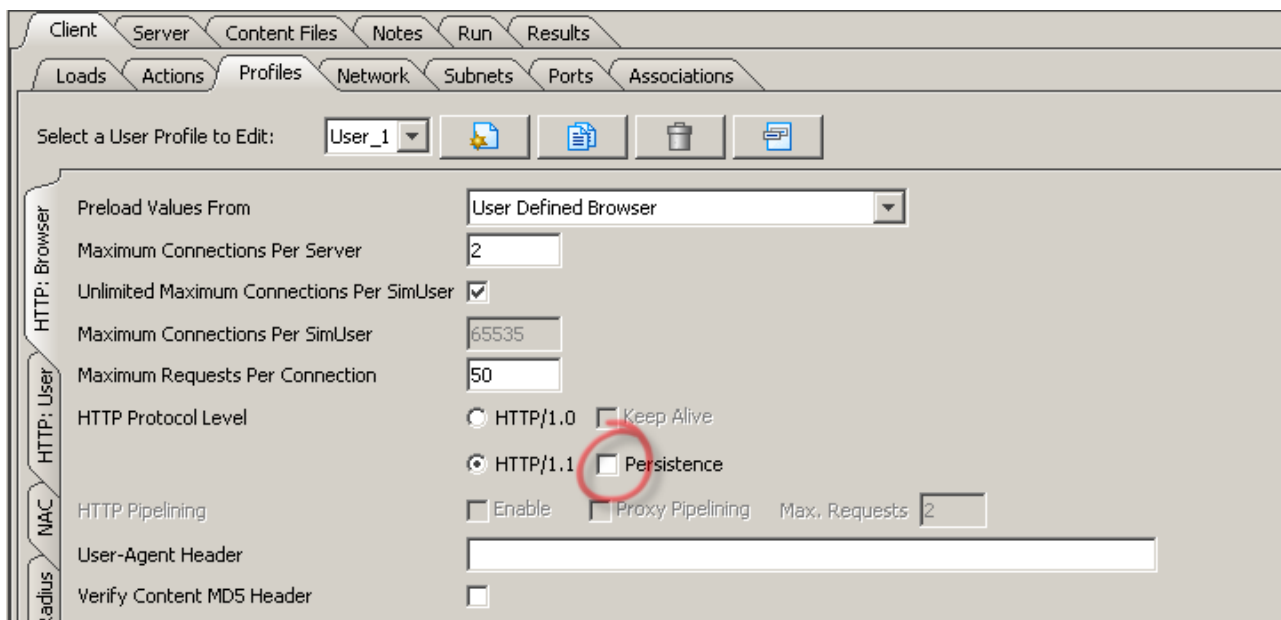 Client Server Content Files Notes Run Results
Loads Actions Profiles Network Subnets Ports Associations
Select a User Profile to Edit: User_1
HTTP: Browser
HTTP: User
NAC
Radius
Preload Values From User Defined Browser
Maximum Connections Per Server 2
Unlimited Maximum Connections Per SimUser
Maximum Connections Per SimUser 65535
Maximum Requests Per Connection 50
HTTP Protocol Level HTTP/1.0 Keep Alive
HTTP/1.1 Persistence
HTTP Pipelining Enable Proxy Pipelining Max. Requests 2
User-Agent Header
Verify Content MD5 Header